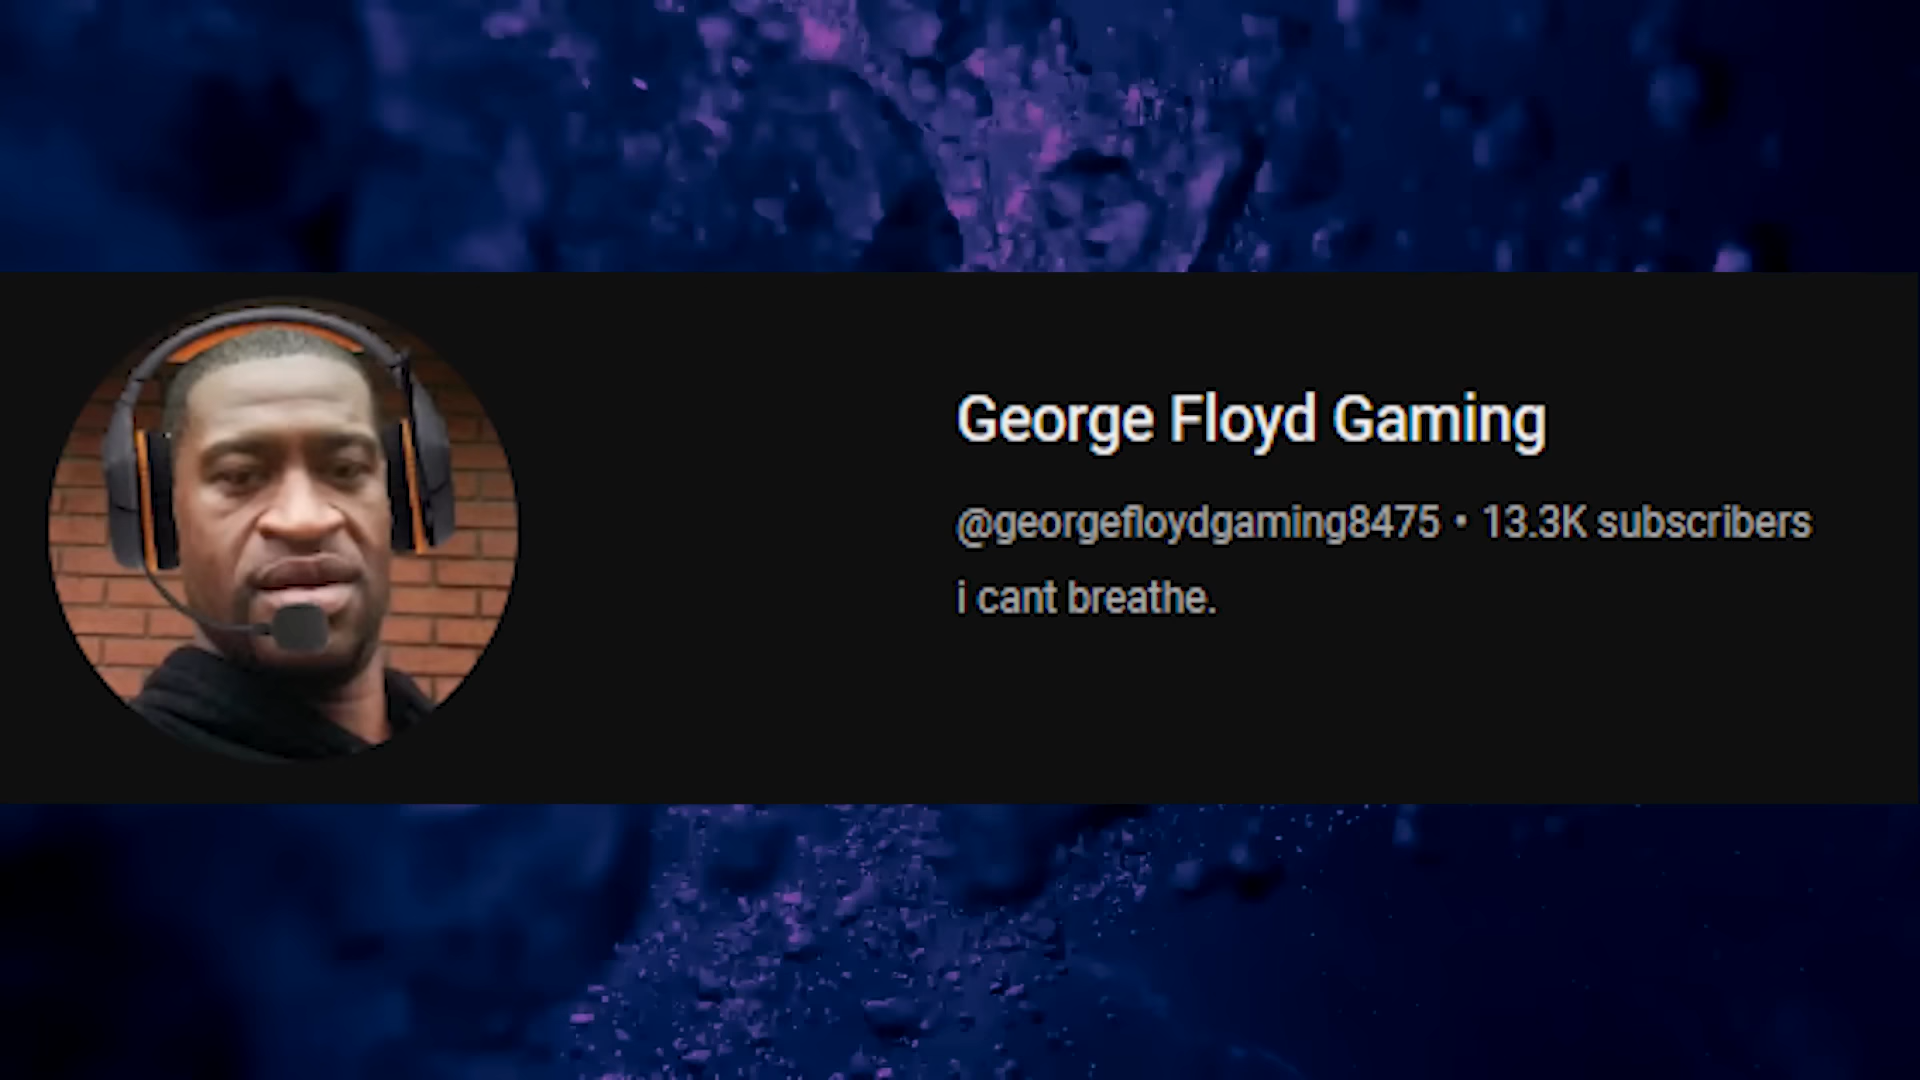 George Floyd Gaming
@georgefloydgaming8475 • 13.3K subscribers
i cant breathe.